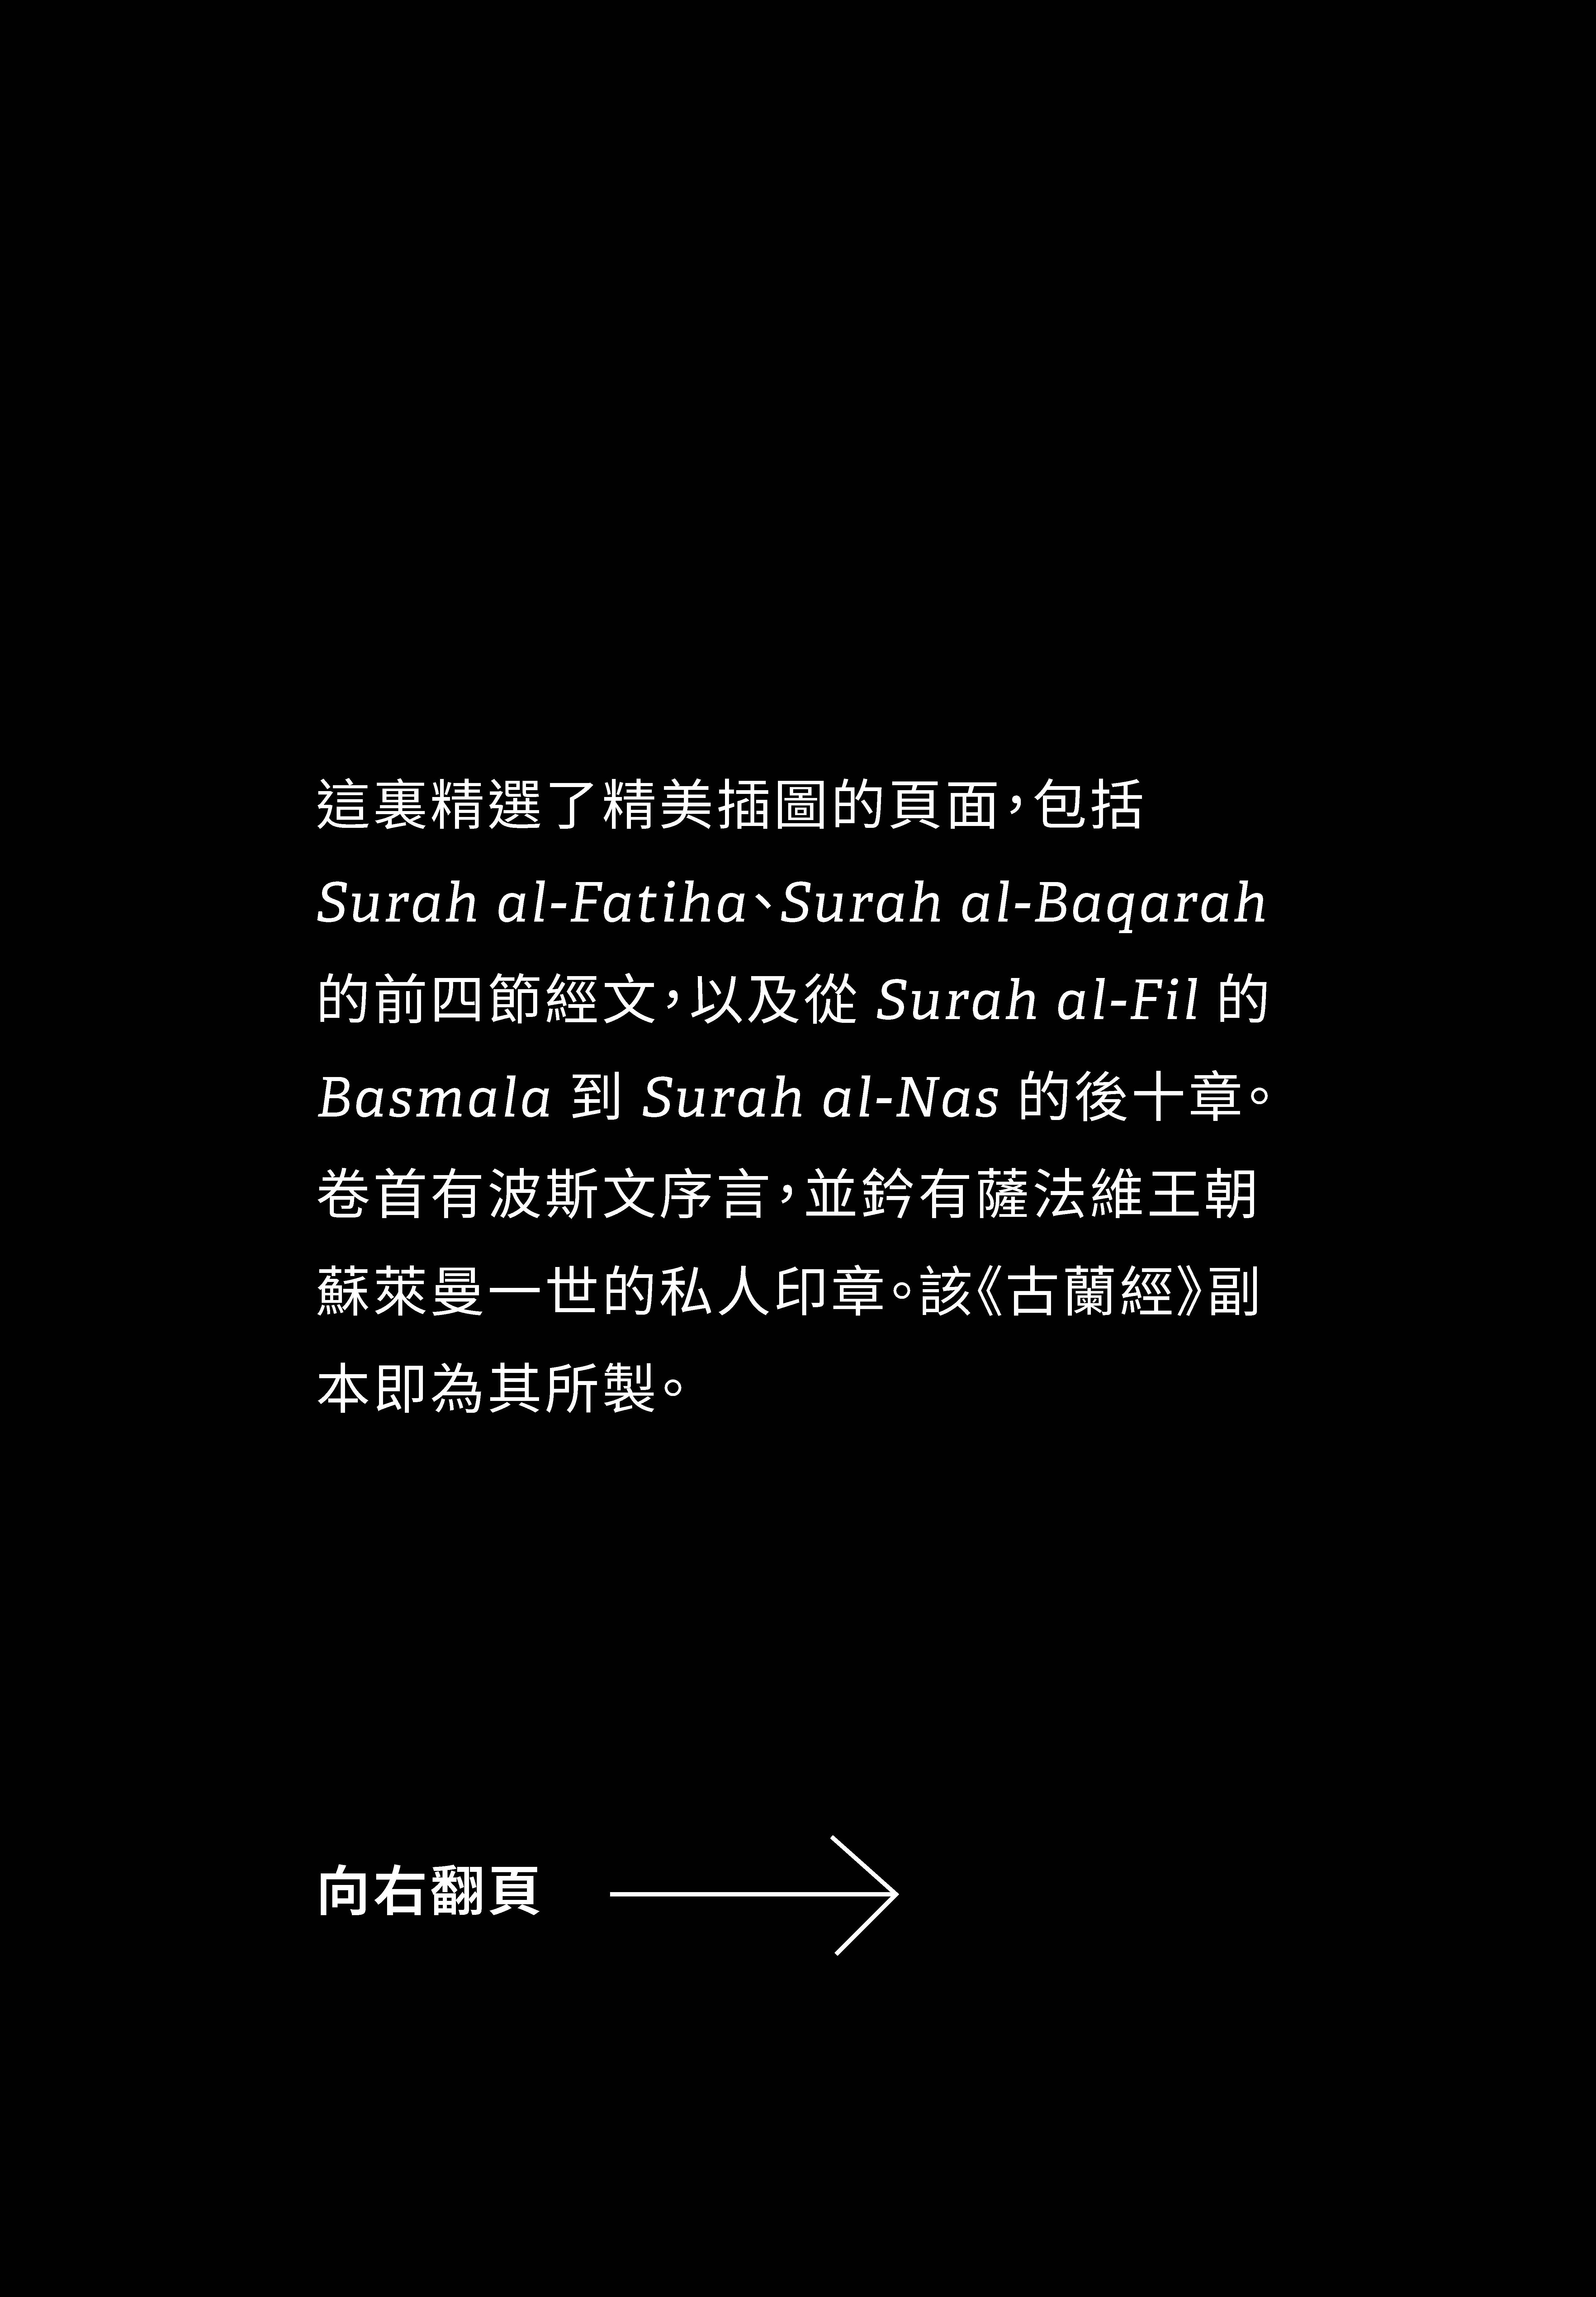 這裏精選了精美插圖的頁面，包括
Surah al-Fatiha、Surah al-Baqarah
的前四節經文，以及從 Surah al-Fil 的
Basmala 到 Surah al-Nas 的後十章。
卷首有波斯文序言，並鈐有薩法維王朝
蘇萊曼一世的私人印章。該《古蘭經》副
本即為其所製。
向右翻頁